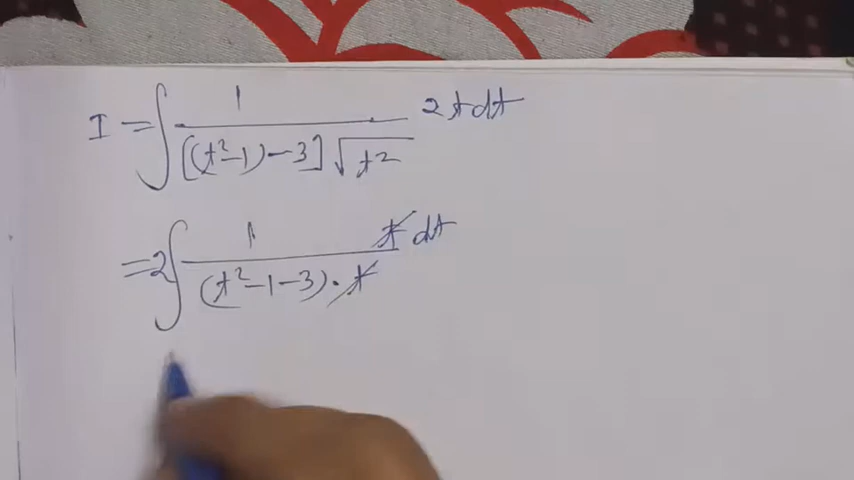 I = ∫ 1 / [(t² - 1) - 3] √t² 2t dt
= 2 ∫ 1 / (t² - 1 - 3) · t t dt